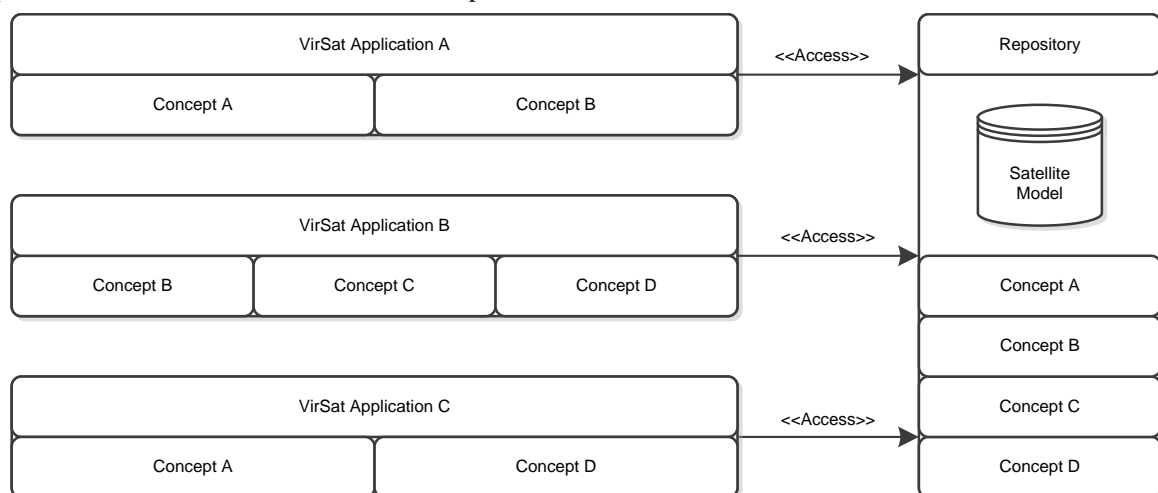 VirSat Application A
Concept A
Concept B
<<Access>>
VirSat Application B
Concept B
Concept C
Concept D
<<Access>>
VirSat Application C
Concept A
Concept D
<<Access>>
Repository
Satellite
Model
Concept A
Concept B
Concept C
Concept D